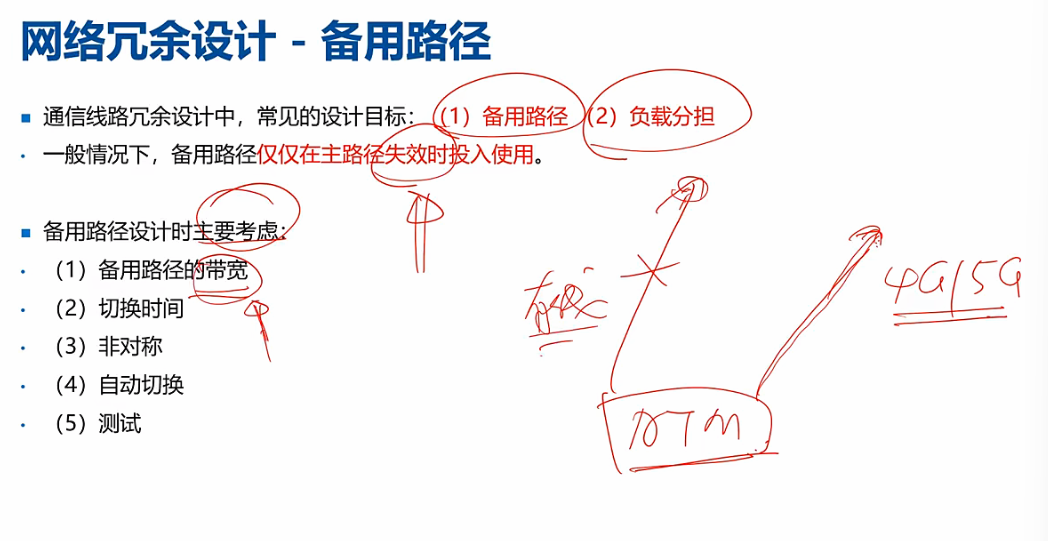 网络冗余设计 - 备用路径
通信线路冗余设计中，常见的设计目标：（1）备用路径（2）负载分担
一般情况下，备用路径仅仅在主路径失效时投入使用。
备用路径设计时主要考虑：
（1）备用路径的带宽
（2）切换时间
（3）非对称
（4）自动切换
（5）测试
有线
4G/5G
ATM